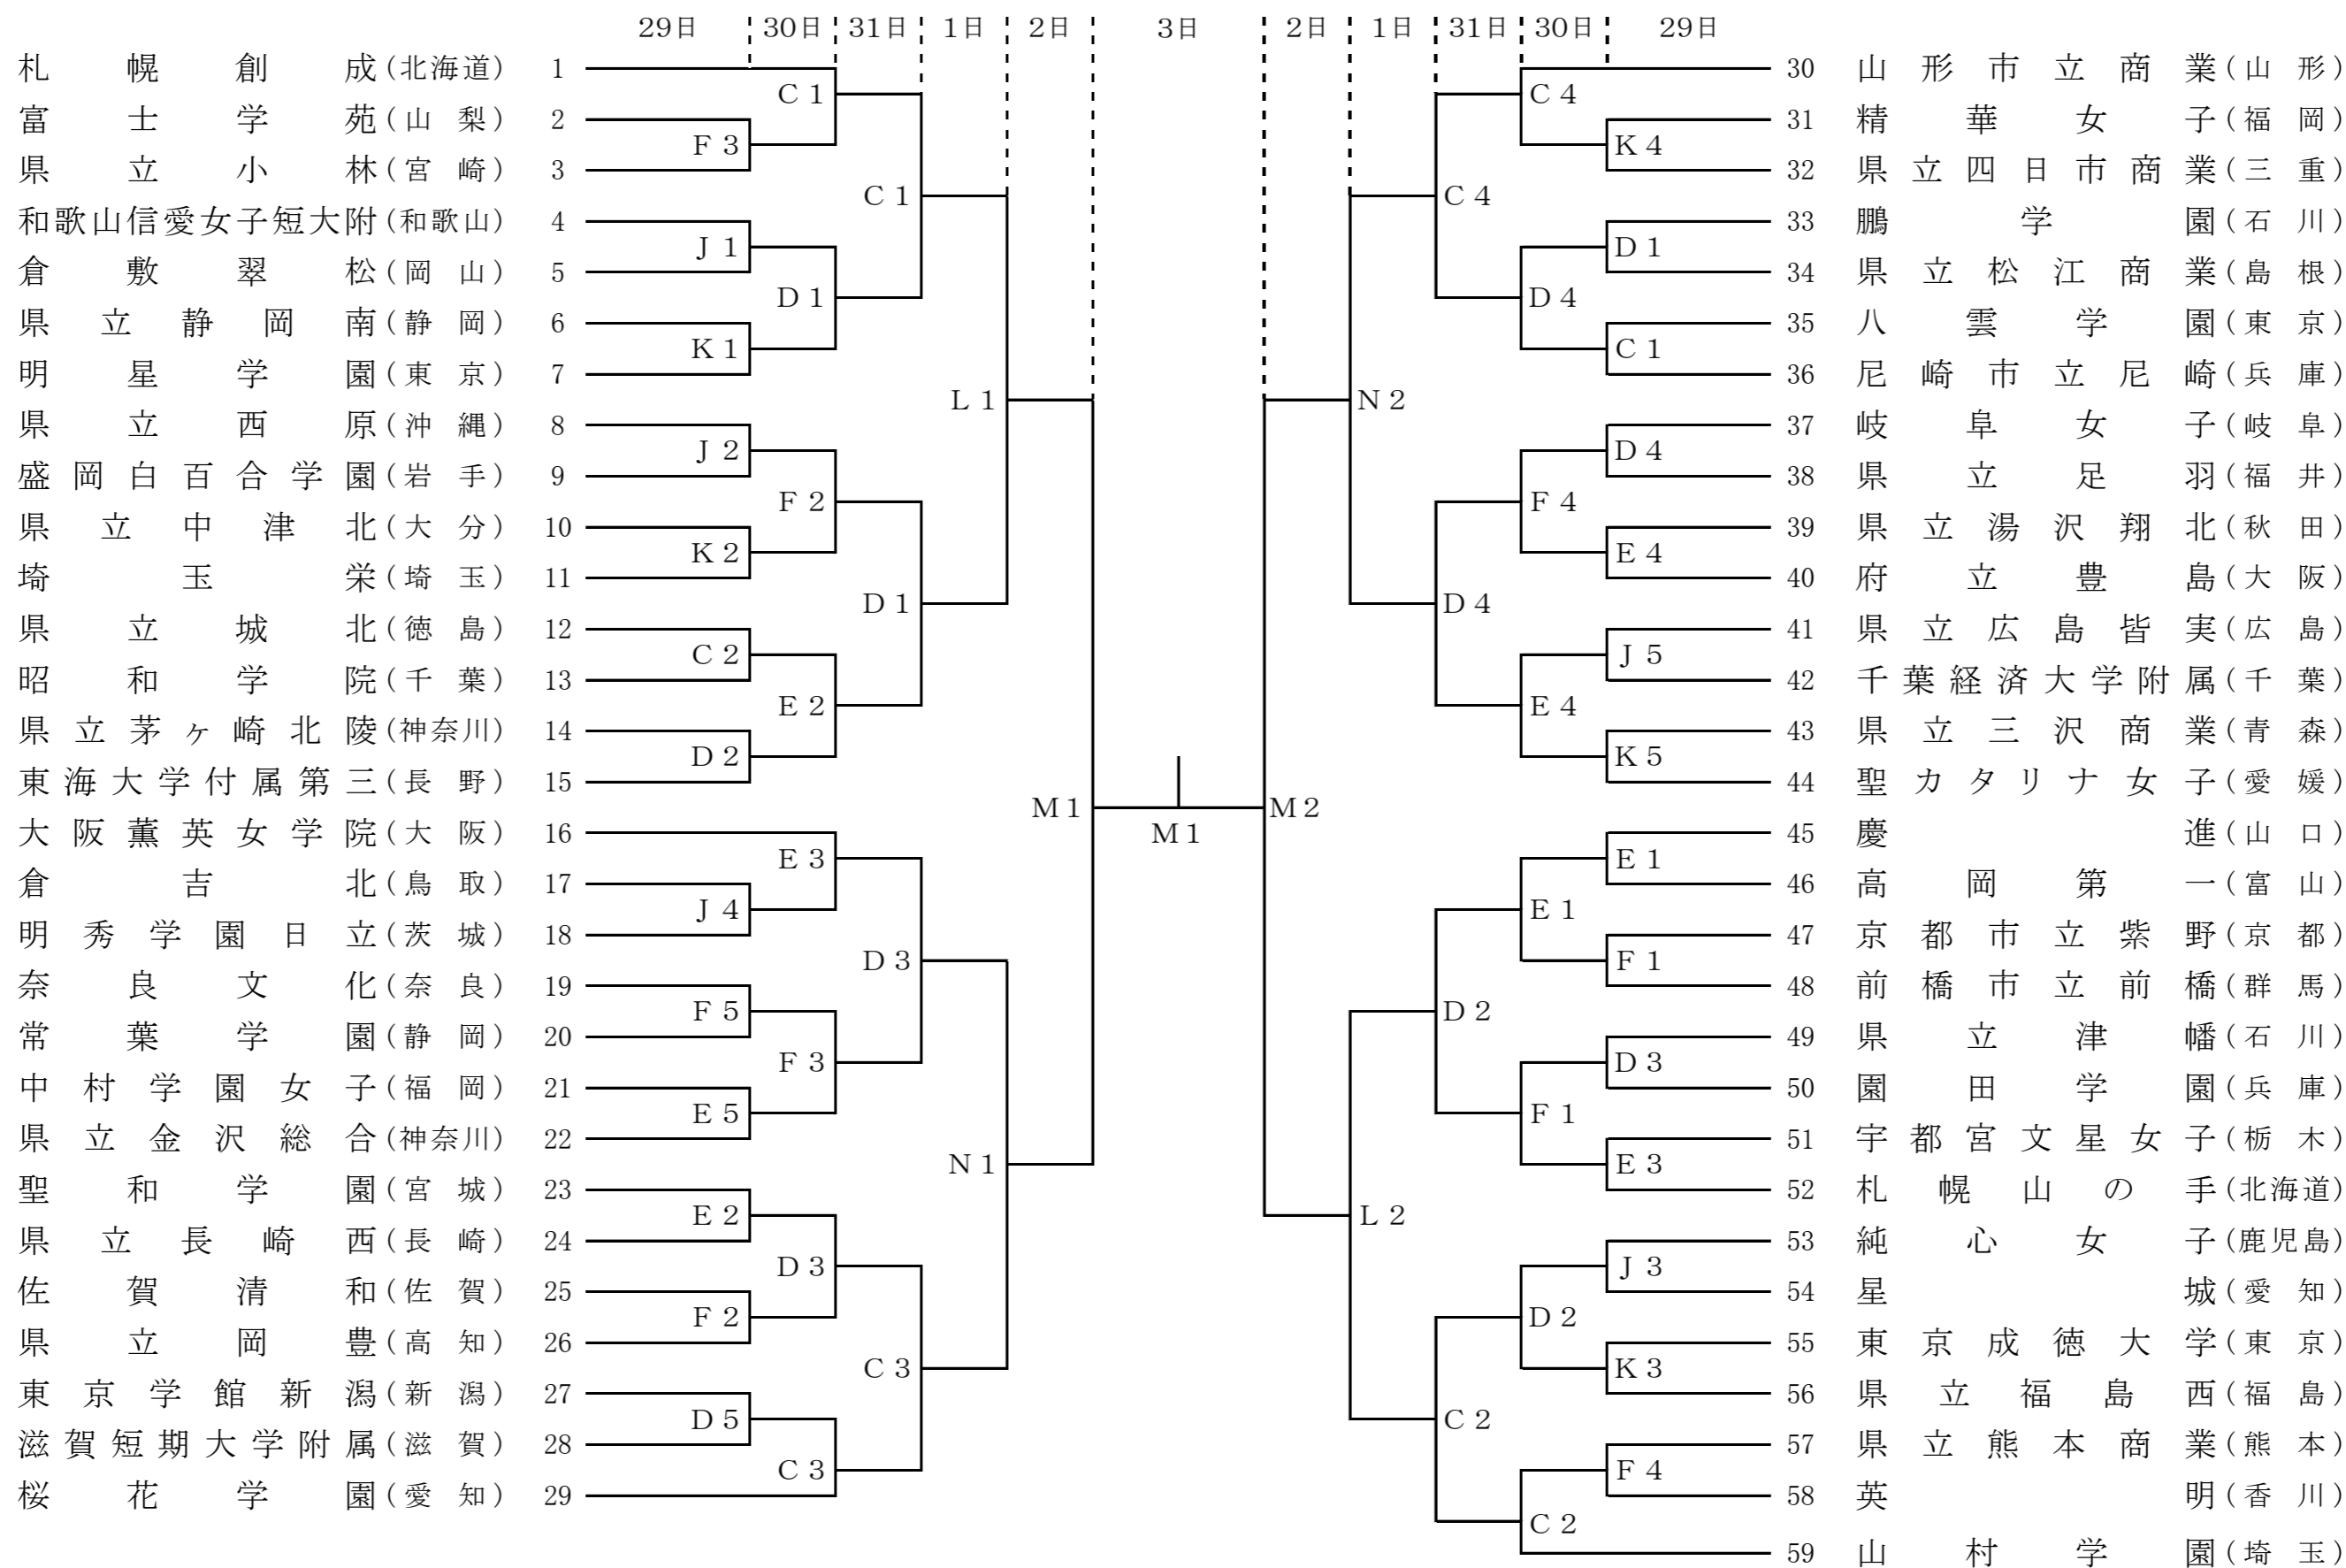 29日 30日 31日 1日 2日 3日 2日 1日 31日 30日 29日
札幌創成(北海道) 1
富士学苑(山梨) 2
県立小林(宮崎) 3
和歌山信愛女子短大附(和歌山) 4
倉敷翠松(岡山) 5
県立静岡南(静岡) 6
明星学園(東京) 7
県立西原(沖縄) 8
盛岡白百合学園(岩手) 9
県立中津北(大分) 10
埼玉栄(埼玉) 11
県立城北(徳島) 12
昭和学院(千葉) 13
県立茅ヶ崎北陵(神奈川) 14
東海大学付属第三(長野) 15
大阪薫英女学院(大阪) 16
倉吉北(鳥取) 17
明秀学園日立(茨城) 18
奈良文化(奈良) 19
常葉学園(静岡) 20
中村学園女子(福岡) 21
県立金沢総合(神奈川) 22
聖和学園(宮城) 23
県立長崎西(長崎) 24
佐賀清和(佐賀) 25
県立岡豊(高知) 26
東京学館新潟(新潟) 27
滋賀短期大学附属(滋賀) 28
桜花学園(愛知) 29
F3
J1
K1
J2
K2
C2
D2
J4
F5
E5
E2
F2
D5
C1
D1
F2
E2
E3
F3
D3
C3
C1
D1
D3
C3
L1
N1
M1
M1
M2
N2
L2
C4
D4
D2
C2
C4
D4
F4
E4
E1
F1
D2
C2
K4
D1
C1
D4
E4
J5
K5
E1
F1
D3
E3
J3
K3
F4
30 山形市立商業(山形)
31 精華女子(福岡)
32 県立四日市商業(三重)
33 鵬学園(石川)
34 県立松江商業(島根)
35 八雲学園(東京)
36 尼崎市立尼崎(兵庫)
37 岐阜女子(岐阜)
38 県立足羽(福井)
39 県立湯沢翔北(秋田)
40 府立豊島(大阪)
41 県立広島皆実(広島)
42 千葉経済大学附属(千葉)
43 県立三沢商業(青森)
44 聖カタリナ女子(愛媛)
45 慶進(山口)
46 高岡第一(富山)
47 京都市立紫野(京都)
48 前橋市立前橋(群馬)
49 県立津幡(石川)
50 園田学園(兵庫)
51 宇都宮文星女子(栃木)
52 札幌山の手(北海道)
53 純心女子(鹿児島)
54 星城(愛知)
55 東京成徳大学(東京)
56 県立福島西(福島)
57 県立熊本商業(熊本)
58 英明(香川)
59 山村学園(埼玉)